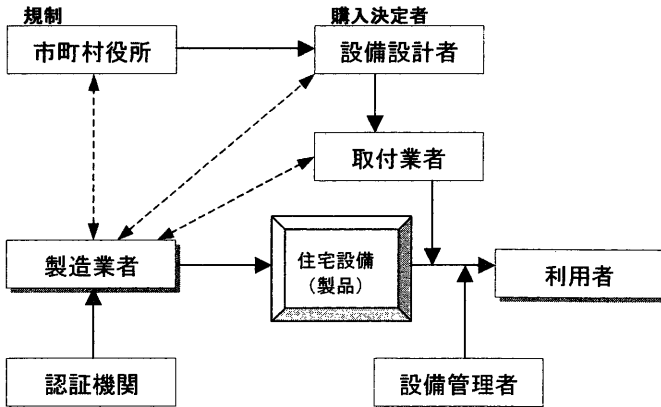 規制
購入決定者
市町村役所
設備設計者
取付業者
製造業者
住宅設備
（製品）
利用者
認証機関
設備管理者